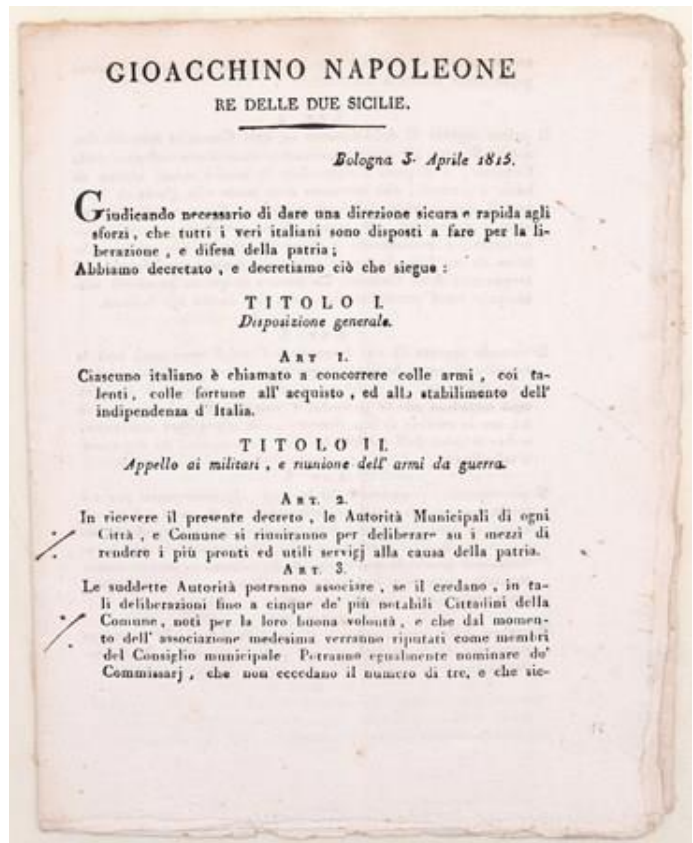 GIOACCHINO NAPOLEONE
RE DELLE DUE SICILIE.
Bologna 5. Aprile 1815.
Giudicando necessario di dare una direzione sicura e rapida agli
sforzi, che tutti i veri italiani sono disposti a fare per la li-
berazione, e difesa della patria;
Abbiamo decretato, e decretiamo ciò che siegue:
TITOLO I.
Disposizione generale.
ART 1.
Ciascuno italiano è chiamato a concorrere colle armi, coi ta-
lenti, colle fortune all' acquisto, ed allo stabilimento dell'
indipendenza d' Italia.
TITOLO II.
Appello ai militari, e riunione dell' armi da guerra.
ART. 2.
In ricevere il presente decreto, le Autorità Municipali di ogni
Città, e Comune si riuniranno per deliberare su i mezzi di
rendere i più pronti ed utili servigj alla causa della patria.
ART. 3.
Le suddette Autorità potranno associare, se il credano, in ta-
li deliberazioni fino a cinque de' più notabili Cittadini della
Comune, noti per la loro buona volontà, e che dal momen-
to dell' associazione medesima verranno riputati come membri
del Consiglio municipale Potranno egualmente nominare de'
Commissarj, che non eccedano il numero di tre, e che sie-